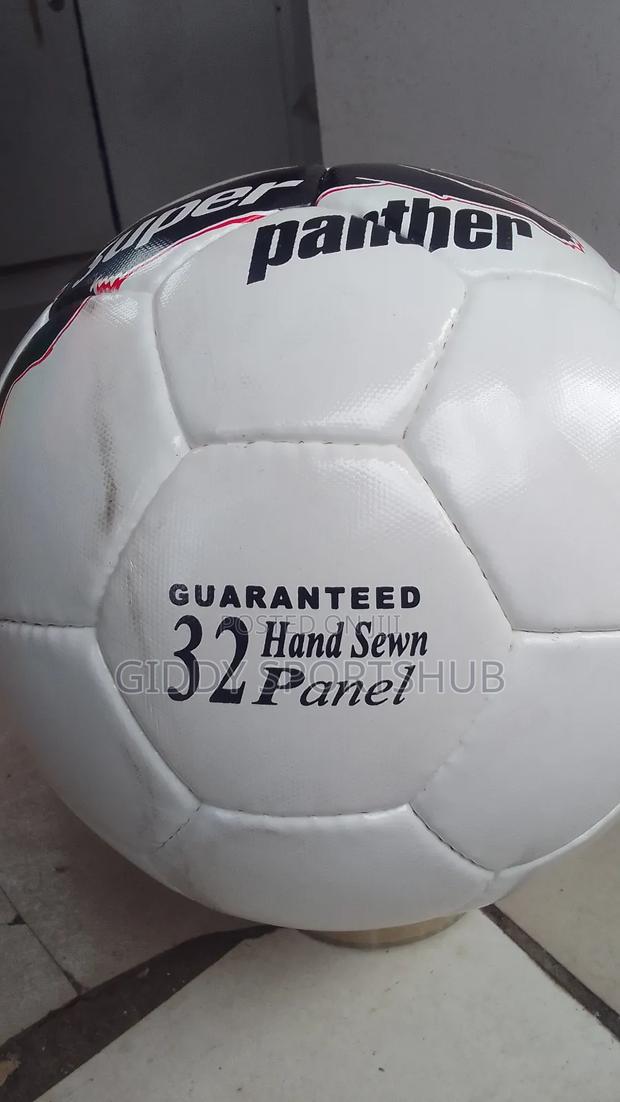 super
panther
GUARANTEED
32 Hand Sewn
Panel
POSTED ON JIJI
GIDDY SPORTSHUB